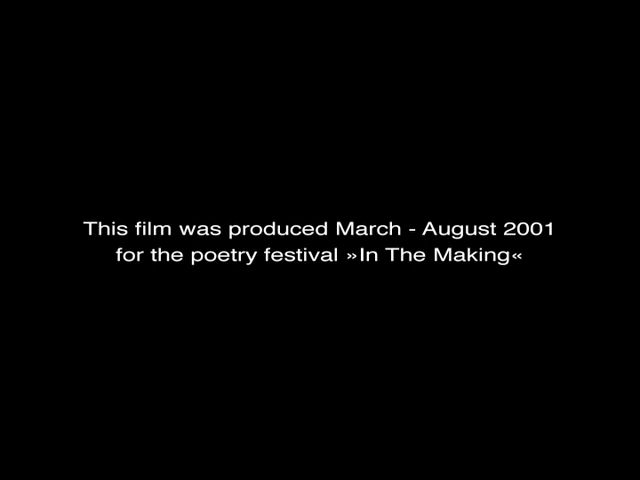 This film was produced March - August 2001
for the poetry festival »In The Making«